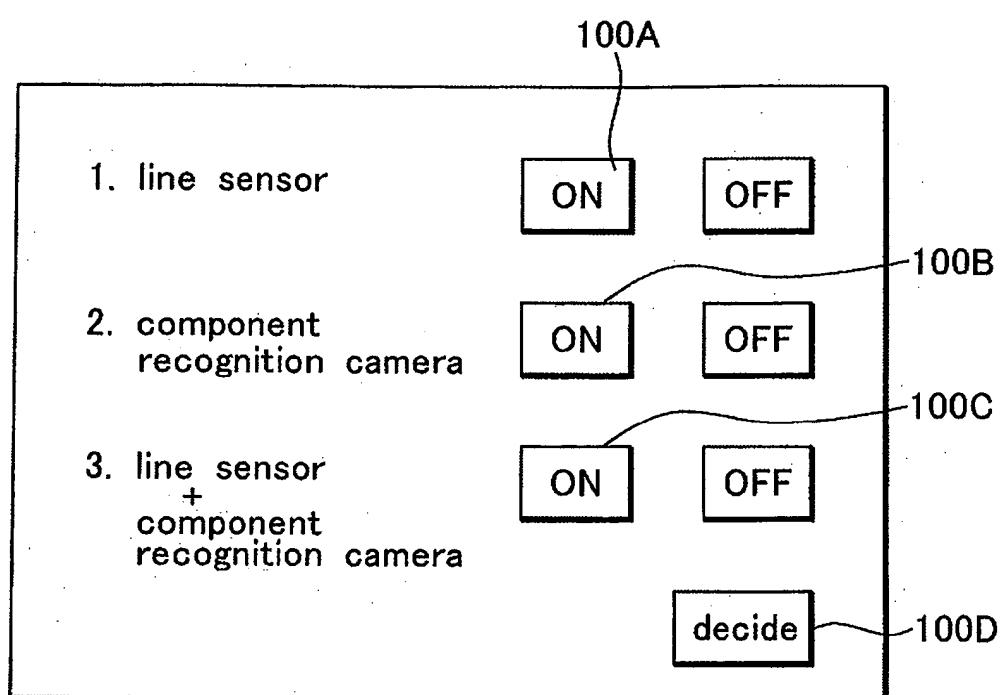 100A
1. line sensor ON OFF
100B
2. component ON OFF
recognition camera
100C
3. line sensor ON OFF
+
component
recognition camera
decide 100D